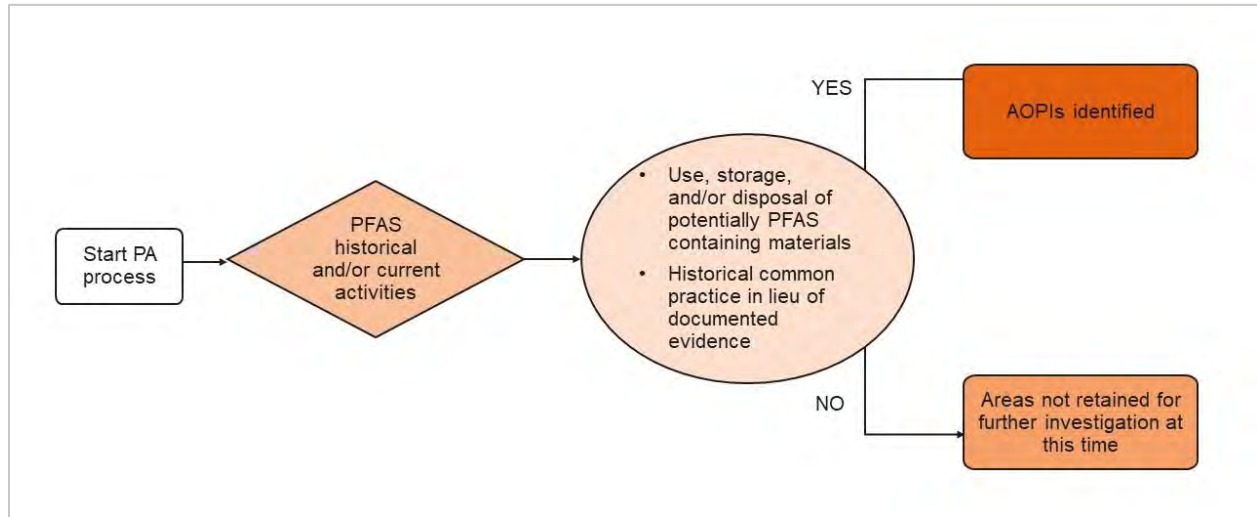 Start PA
process
PFAS
historical
and/or current
activities
• Use, storage,
and/or disposal of
potentially PFAS
containing materials
• Historical common
practice in lieu of
documented
evidence
YES
AOPIs identified
NO
Areas not retained for
further investigation at
this time